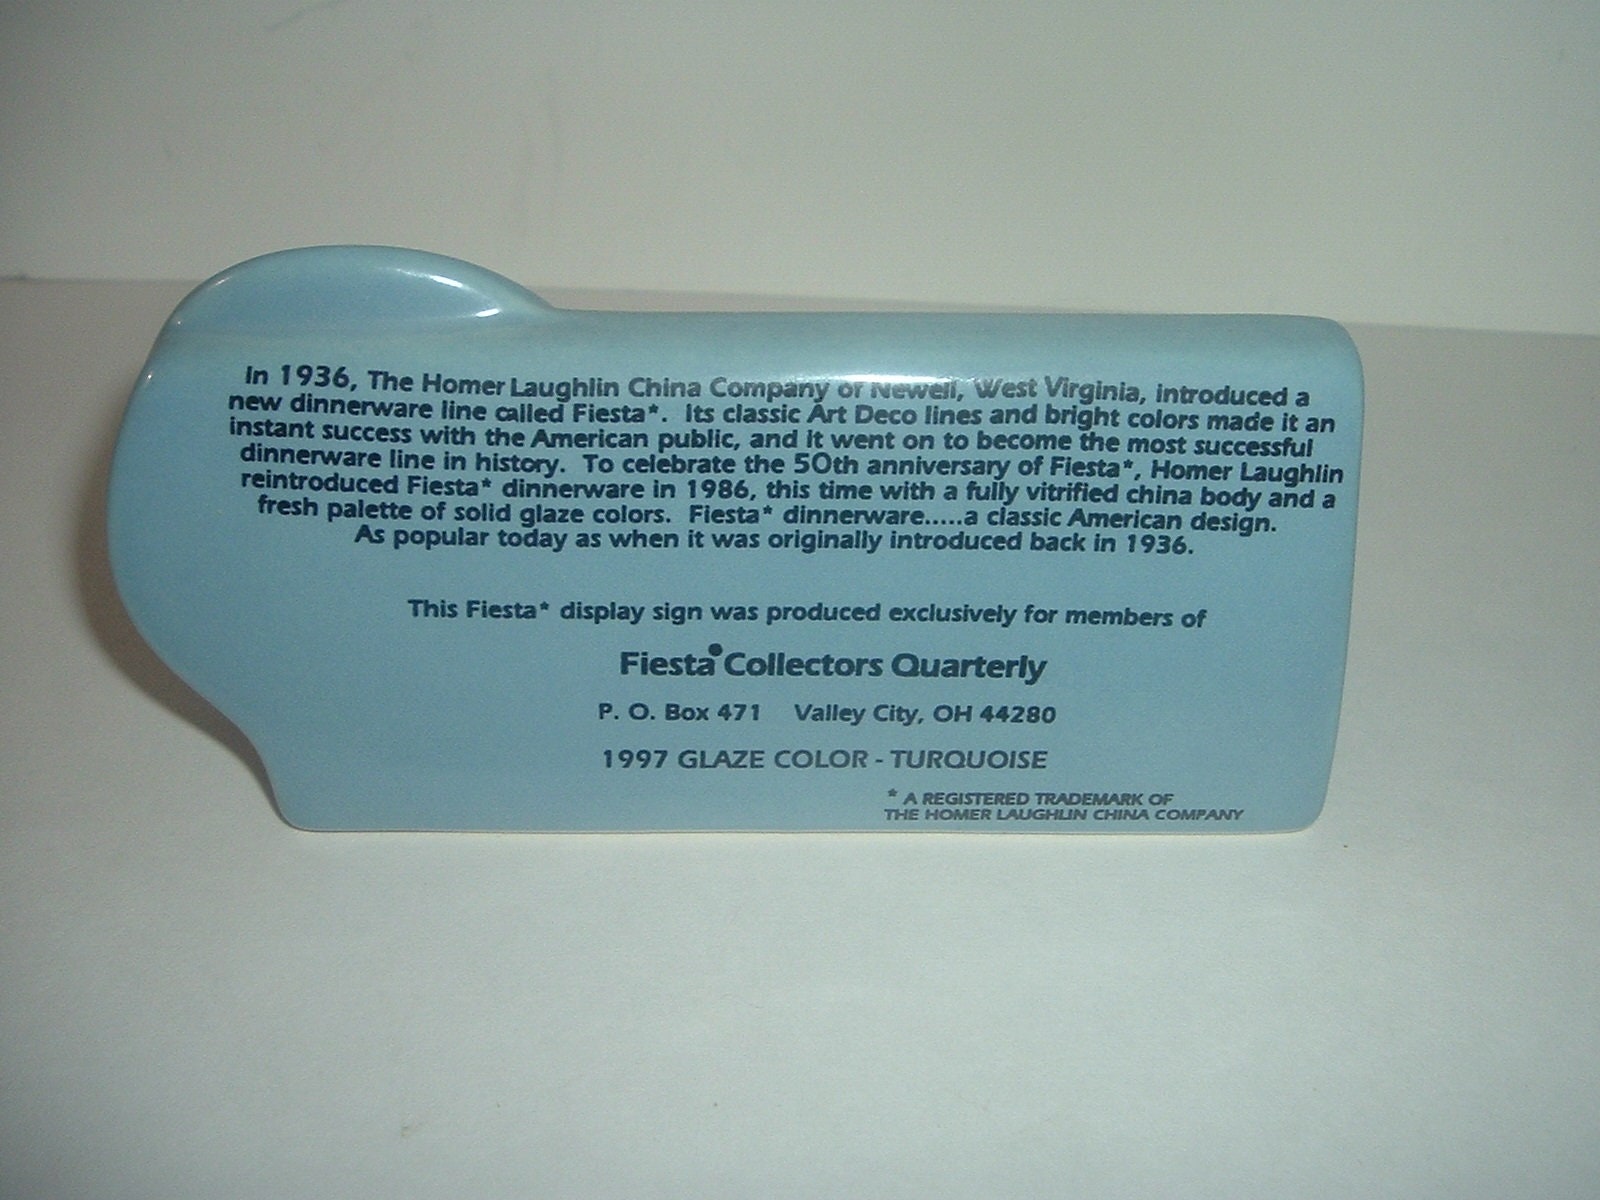 In 1936, The Homer Laughlin China Company of Newell, West Virginia, introduced a
new dinnerware line called Fiesta*. Its classic Art Deco lines and bright colors made it an
instant success with the American public, and it went on to become the most successful
dinnerware line in history. To celebrate the 50th anniversary of Fiesta*, Homer Laughlin
reintroduced Fiesta* dinnerware in 1986, this time with a fully vitrified china body and a
fresh palette of solid glaze colors. Fiesta* dinnerware.....a classic American design.
As popular today as when it was originally introduced back in 1936.
This Fiesta* display sign was produced exclusively for members of
Fiesta* Collectors Quarterly
P. O. Box 471 Valley City, OH 44280
1997 GLAZE COLOR - TURQUOISE
* A REGISTERED TRADEMARK OF
THE HOMER LAUGHLIN CHINA COMPANY